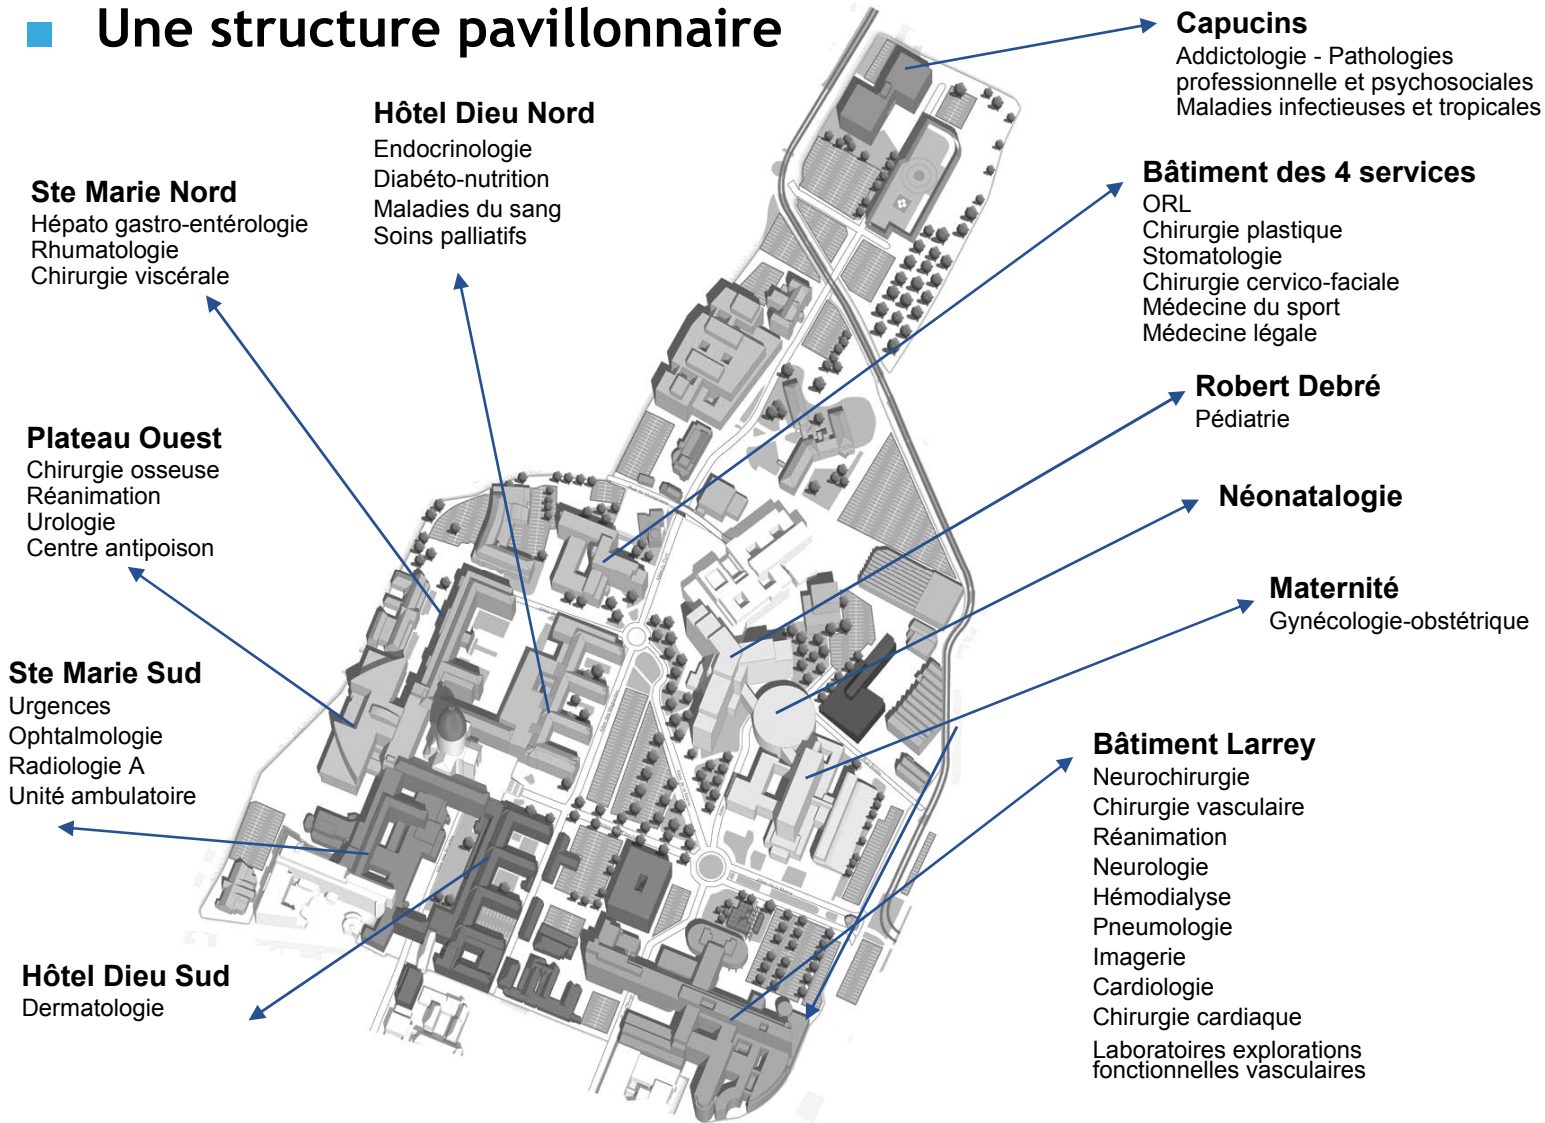 Une structure pavillonnaire
Capucins
Addictologie - Pathologies
professionnelle et psychosociales
Maladies infectieuses et tropicales
Hôtel Dieu Nord
Endocrinologie
Diabéto-nutrition
Maladies du sang
Soins palliatifs
Ste Marie Nord
Hépato gastro-entérologie
Rhumatologie
Chirurgie viscérale
Bâtiment des 4 services
ORL
Chirurgie plastique
Stomatologie
Chirurgie cervico-faciale
Médecine du sport
Médecine légale
Robert Debré
Pédiatrie
Plateau Ouest
Chirurgie osseuse
Réanimation
Urologie
Centre antipoison
Néonatalogie
Maternité
Gynécologie-obstétrique
Ste Marie Sud
Urgences
Ophtalmologie
Radiologie A
Unité ambulatoire
Bâtiment Larrey
Neurochirurgie
Chirurgie vasculaire
Réanimation
Neurologie
Hémodialyse
Pneumologie
Imagerie
Cardiologie
Chirurgie cardiaque
Laboratoires explorations
fonctionnelles vasculaires
Hôtel Dieu Sud
Dermatologie